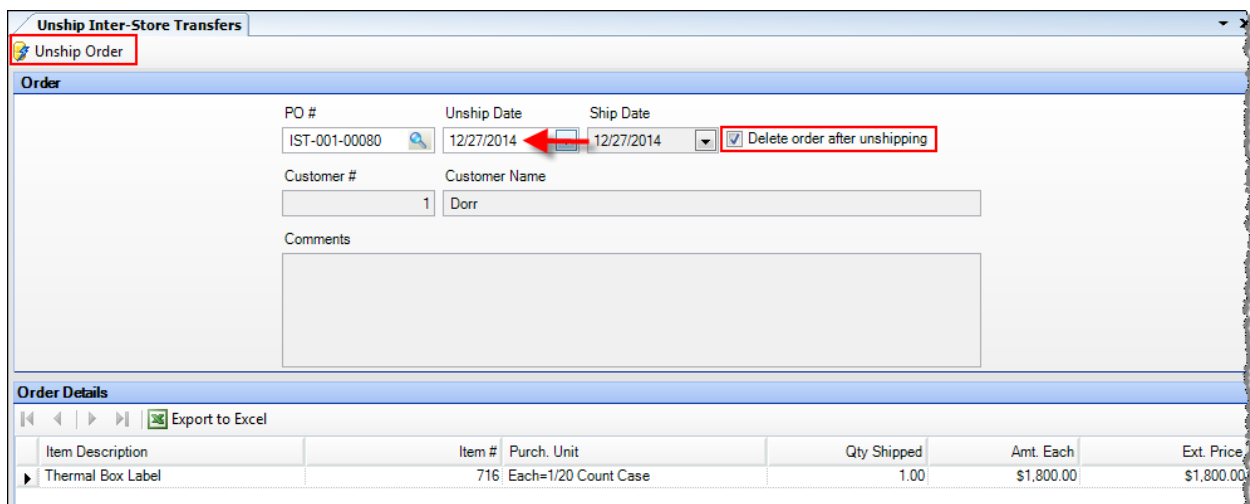 Unship Inter-Store Transfers
Unship Order
Order
PO # Unship Date Ship Date
IST-001-00080 12/27/2014 12/27/2014 Delete order after unshipping
Customer # Customer Name
1 Dorr
Comments
Order Details
Export to Excel
Item Description Item # Purch. Unit Qty Shipped Amt. Each Ext. Price
Thermal Box Label 716 Each=1/20 Count Case 1.00 $1,800.00 $1,800.00